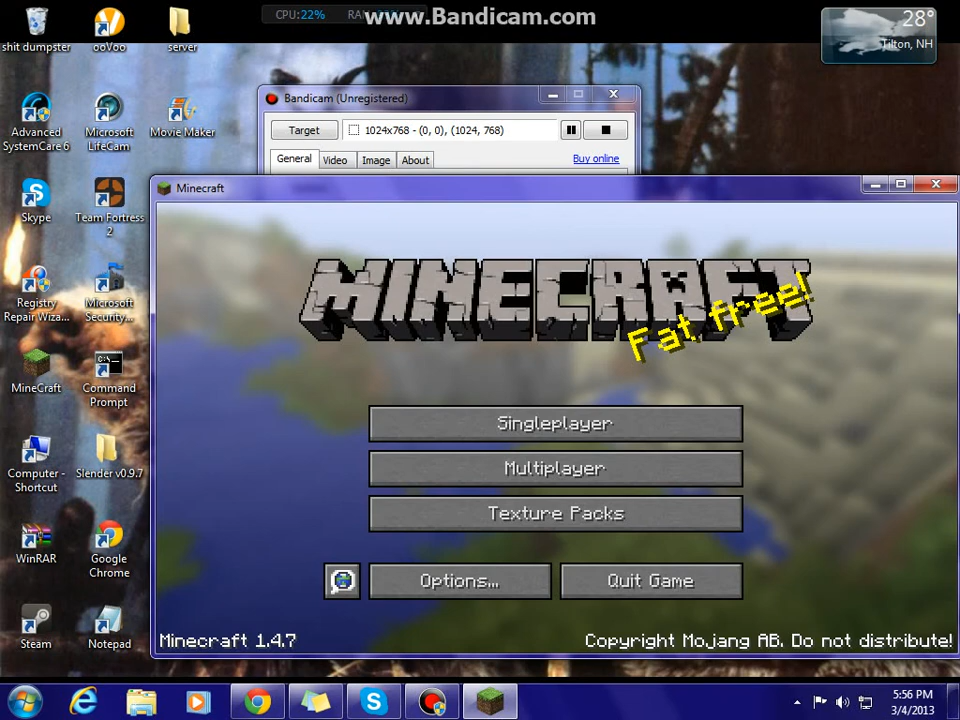 CPU:22%
www.Bandicam.com
28°
Tilton, NH
shit dumpster
ooVoo
server
Advanced
SystemCare 6
Microsoft
LifeCam
Movie Maker
Skype
Team Fortress
2
Registry
Repair Wiza...
Microsoft
Security...
MineCraft
Command
Prompt
Computer -
Shortcut
Slender v0.9.7
WinRAR
Google
Chrome
Steam
Notepad
Bandicam (Unregistered)
Target
1024x768 - (0, 0), (1024, 768)
General Video Image About
Buy online
Minecraft
MINECRAFT
Fat free!
Singleplayer
Multiplayer
Texture Packs
Options...
Quit Game
Minecraft 1.4.7
Copyright Mojang AB. Do not distribute!
5:56 PM
3/4/2013